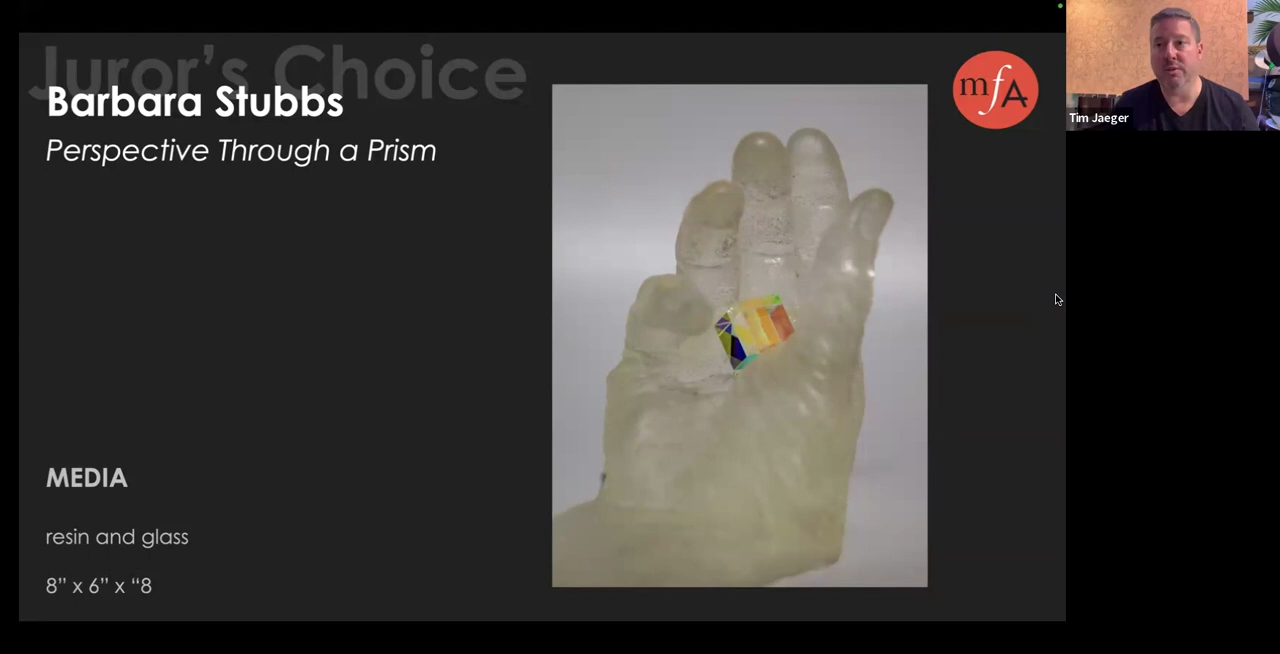 Juror’s Choice
Barbara Stubbs
Perspective Through a Prism
mfA
Tim Jaeger
MEDIA
resin and glass
8” x 6” x “8